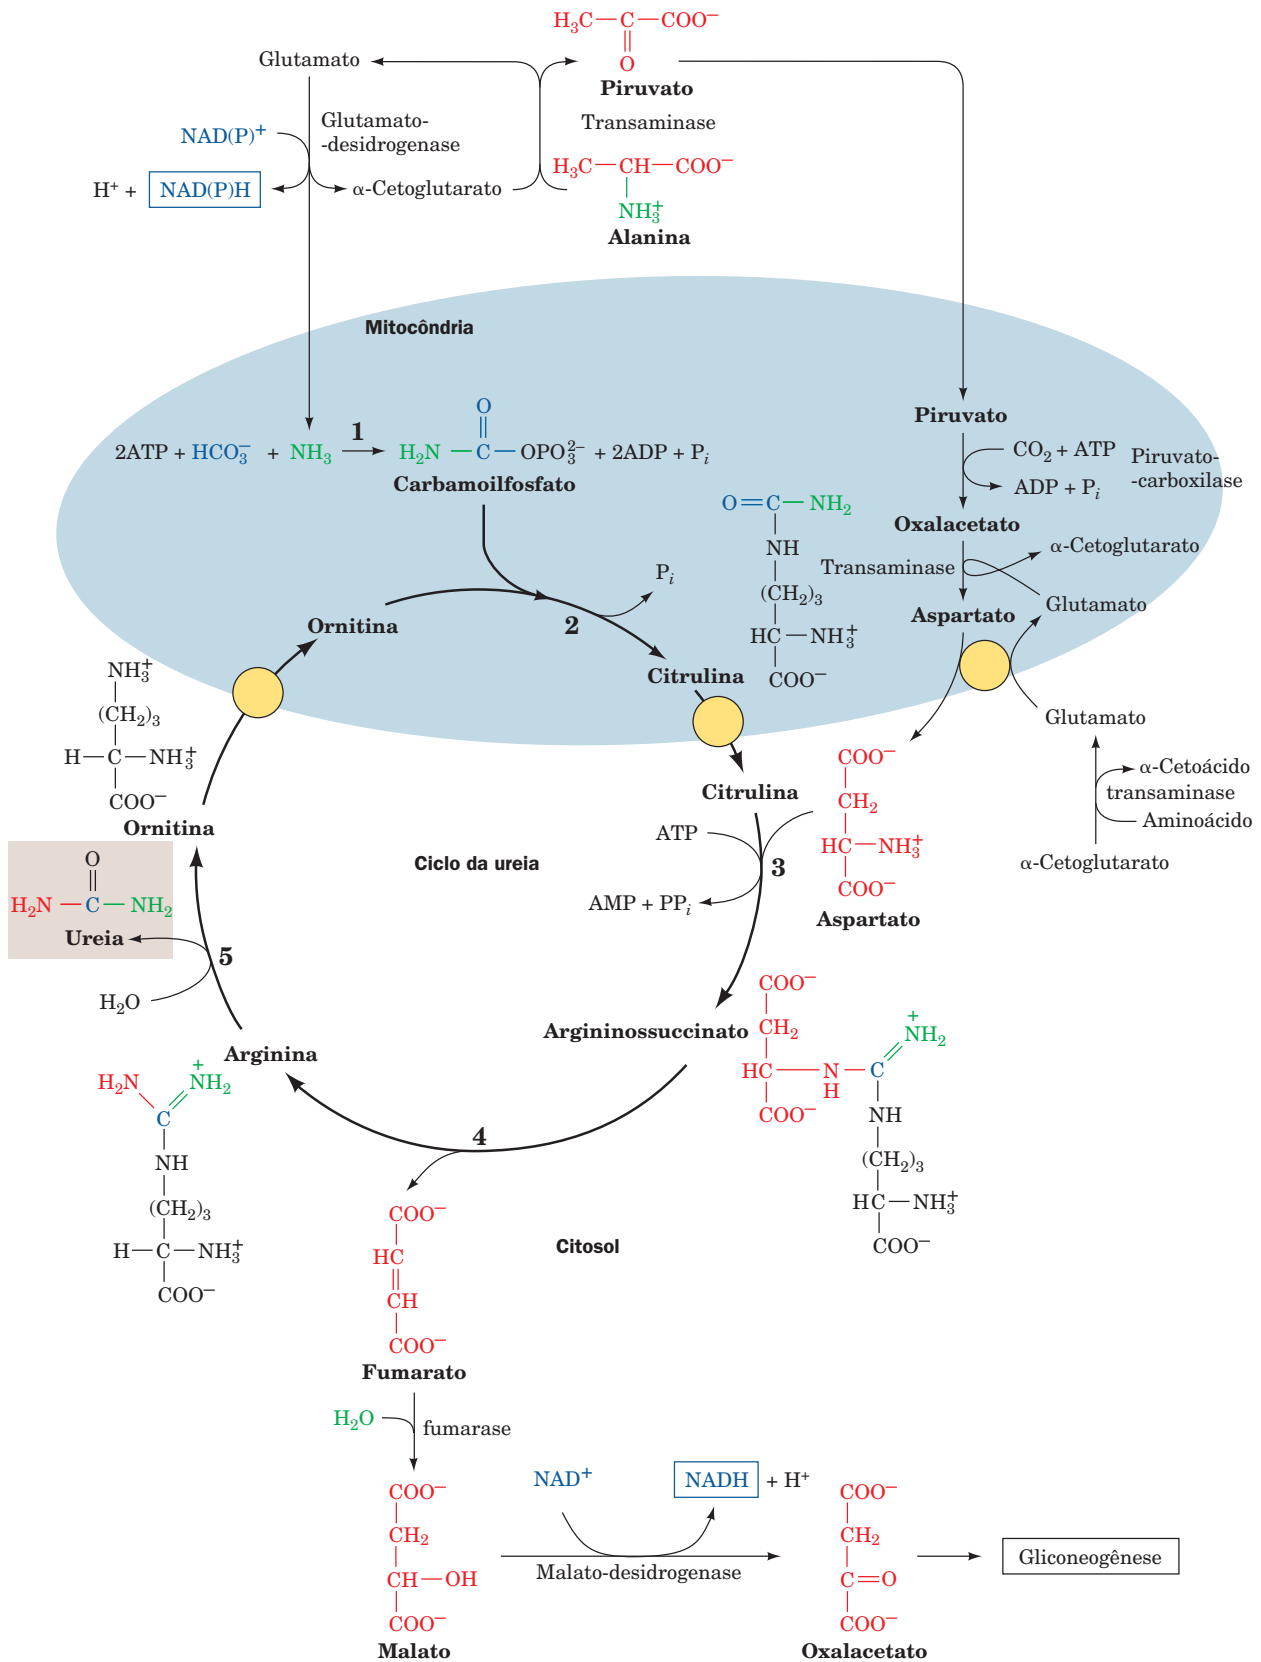 H₃C—C—COO⁻
O
Piruvato
Glutamato
Transaminase
Glutamato-
-desidrogenase
NAD(P)⁺
H⁺ + NAD(P)H
α-Cetoglutarato
H₃C—CH—COO⁻
NH₃⁺
Alanina
Mitocôndria
1
2ATP + HCO₃⁻ + NH₃
O
H₂N—C—OPO₃²⁻ + 2ADP + Pᵢ
Carbamoilfosfato
Piruvato
CO₂ + ATP
ADP + Pᵢ
Piruvato-
-carboxilase
Oxalacetato
Transaminase
α-Cetoglutarato
Glutamato
Aspartato
O=C—NH₂
NH
(CH₂)₃
HC—NH₃⁺
COO⁻
Pᵢ
2
Ornitina
Citrulina
NH₃⁺
(CH₂)₃
H—C—NH₃⁺
COO⁻
Ornitina
Glutamato
α-Cetoácido
transaminase
Aminoácido
α-Cetoglutarato
Citrulina
ATP
3
AMP + PPᵢ
COO⁻
CH₂
HC—NH₃⁺
COO⁻
Aspartato
Ciclo da ureia
O
H₂N—C—NH₂
Ureia
5
H₂O
Arginina
Argininossuccinato
COO⁻
CH₂
HC—N—C=NH₂
H
+
COO⁻
NH
(CH₂)₃
HC—NH₃⁺
COO⁻
+
H₂N NH₂
C
NH
(CH₂)₃
H—C—NH₃⁺
COO⁻
4
Citosol
COO⁻
HC
CH
COO⁻
Fumarato
H₂O
fumarase
COO⁻
CH₂
CH—OH
COO⁻
Malato
NAD⁺
NADH + H⁺
Malato-desidrogenase
COO⁻
CH₂
C=O
COO⁻
Oxalacetato
Gliconeogênese